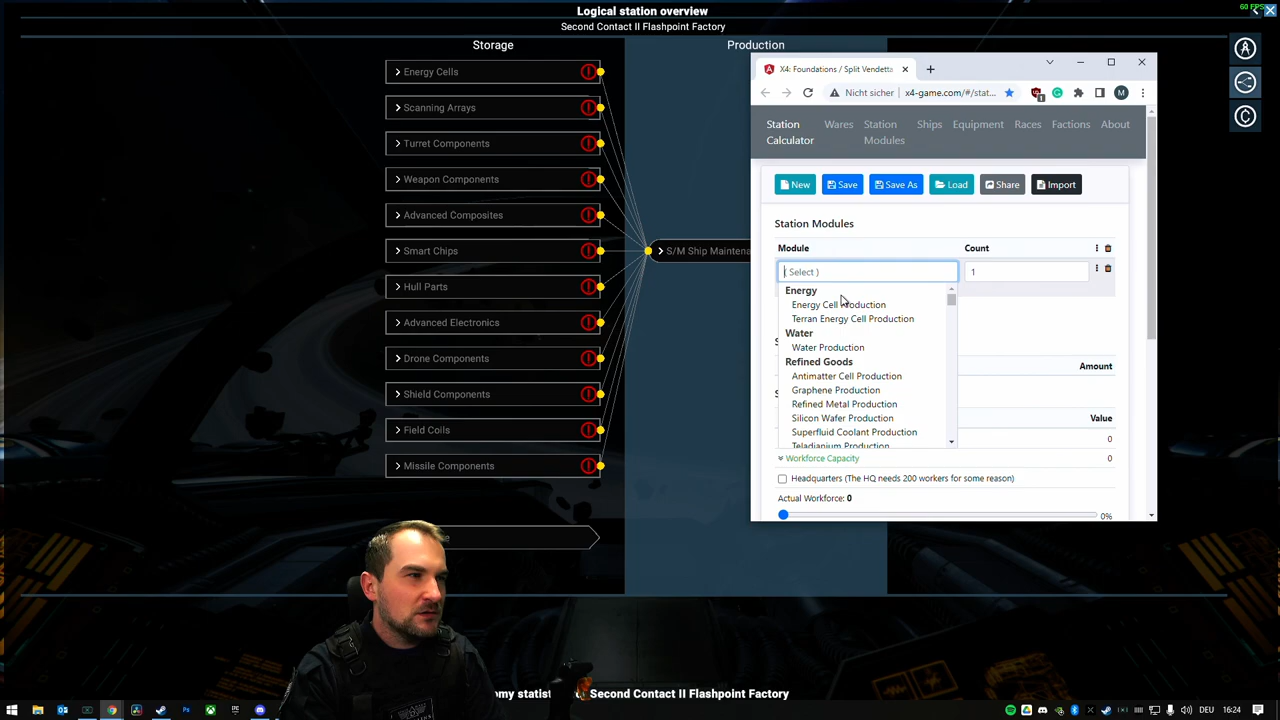 Logical station overview
60 FPS
Second Contact II Flashpoint Factory
Storage
Production
Energy Cells
Scanning Arrays
Turret Components
Weapon Components
Advanced Composites
Smart Chips
Hull Parts
Advanced Electronics
Drone Components
Shield Components
Field Coils
Missile Components
S/M Ship Maintena
X4: Foundations / Split Vendetta
Nicht sicher
x4-game.com/#/stat...
1
M
Station Calculator
Wares
Station Modules
Ships
Equipment
Races
Factions
About
New
Save
Save As
Load
Share
Import
Station Modules
Module
Count
( Select )
1
Energy
Energy Cell Production
Terran Energy Cell Production
Water
Water Production
Refined Goods
Antimatter Cell Production
Graphene Production
Refined Metal Production
Silicon Wafer Production
Superfluid Coolant Production
Teladianium Production
Amount
Value
0
Workforce Capacity
0
Headquarters (The HQ needs 200 workers for some reason)
Actual Workforce: 0
0%
Second Contact II Flashpoint Factory
DEU
16:24